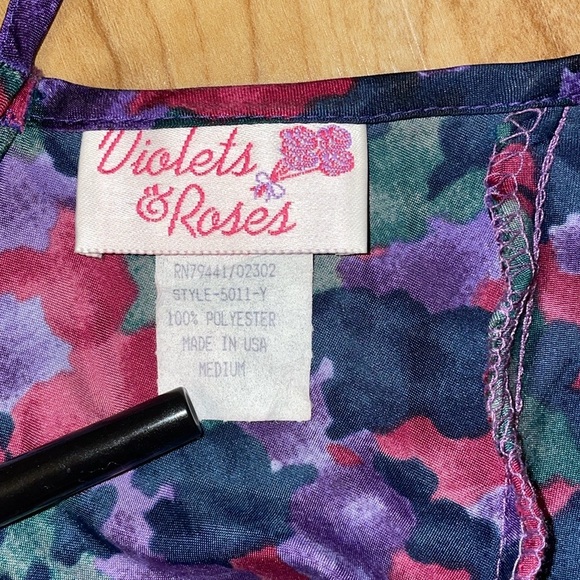 Violets
& Roses
RN79441/02302
STYLE-5011-Y
100% POLYESTER
MADE IN USA
MEDIUM